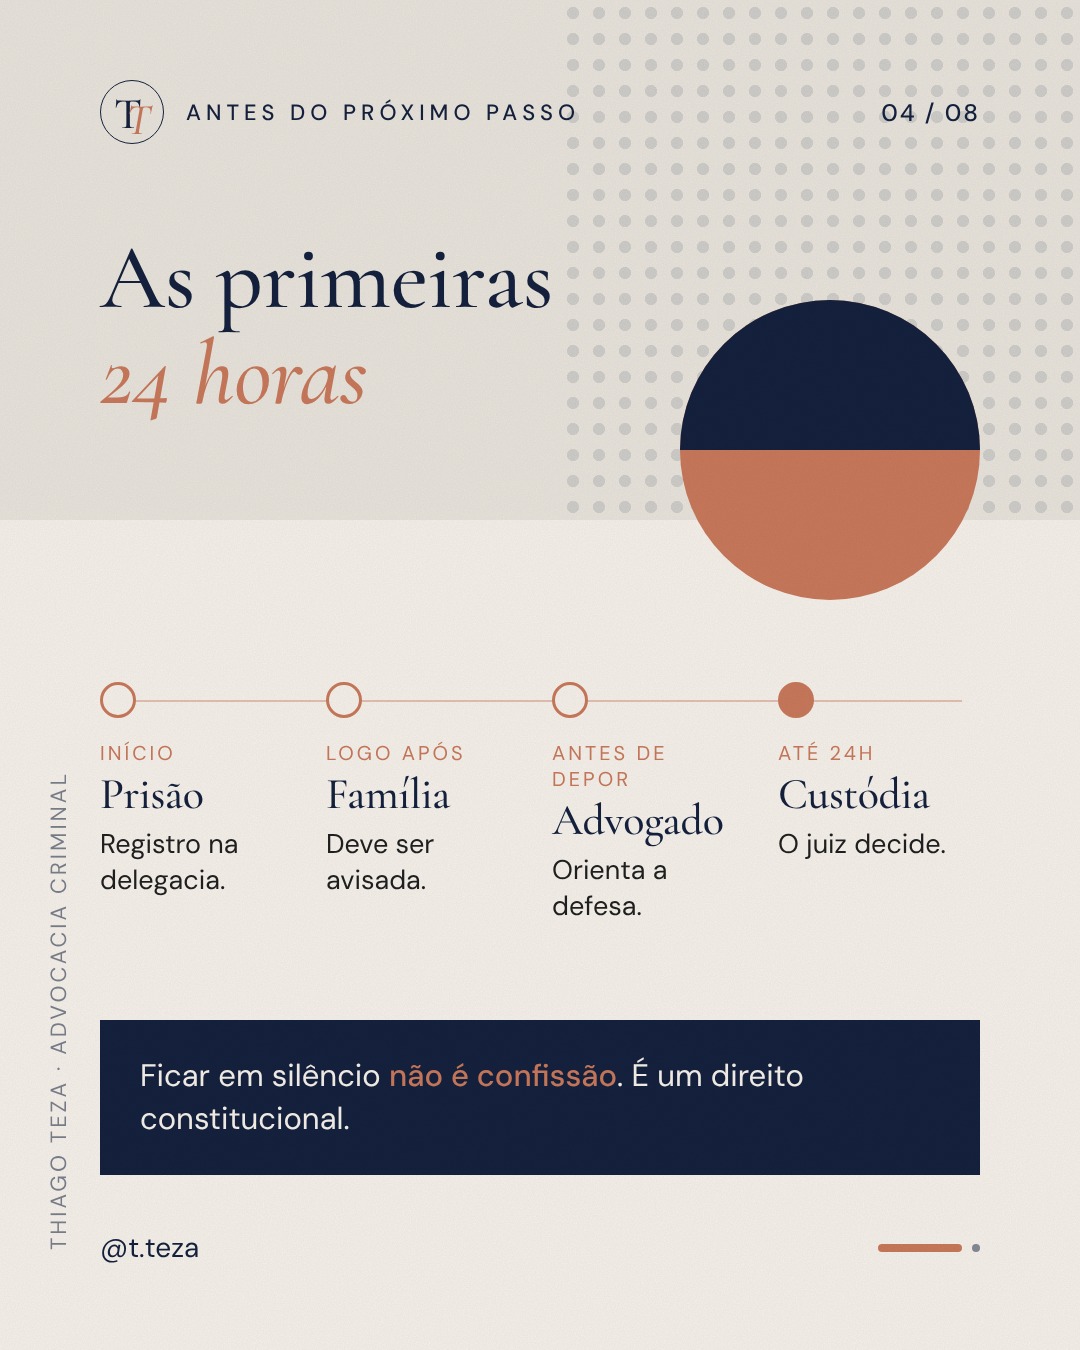 TT
ANTES DO PRÓXIMO PASSO
04 / 08
As primeiras
24 horas
INÍCIO
Prisão
Registro na
delegacia.
LOGO APÓS
Família
Deve ser
avisada.
ANTES DE
DEPOR
Advogado
Orienta a
defesa.
ATÉ 24H
Custódia
O juiz decide.
THIAGO TEZA · ADVOCACIA CRIMINAL
Ficar em silêncio não é confissão. É um direito
constitucional.
@t.teza